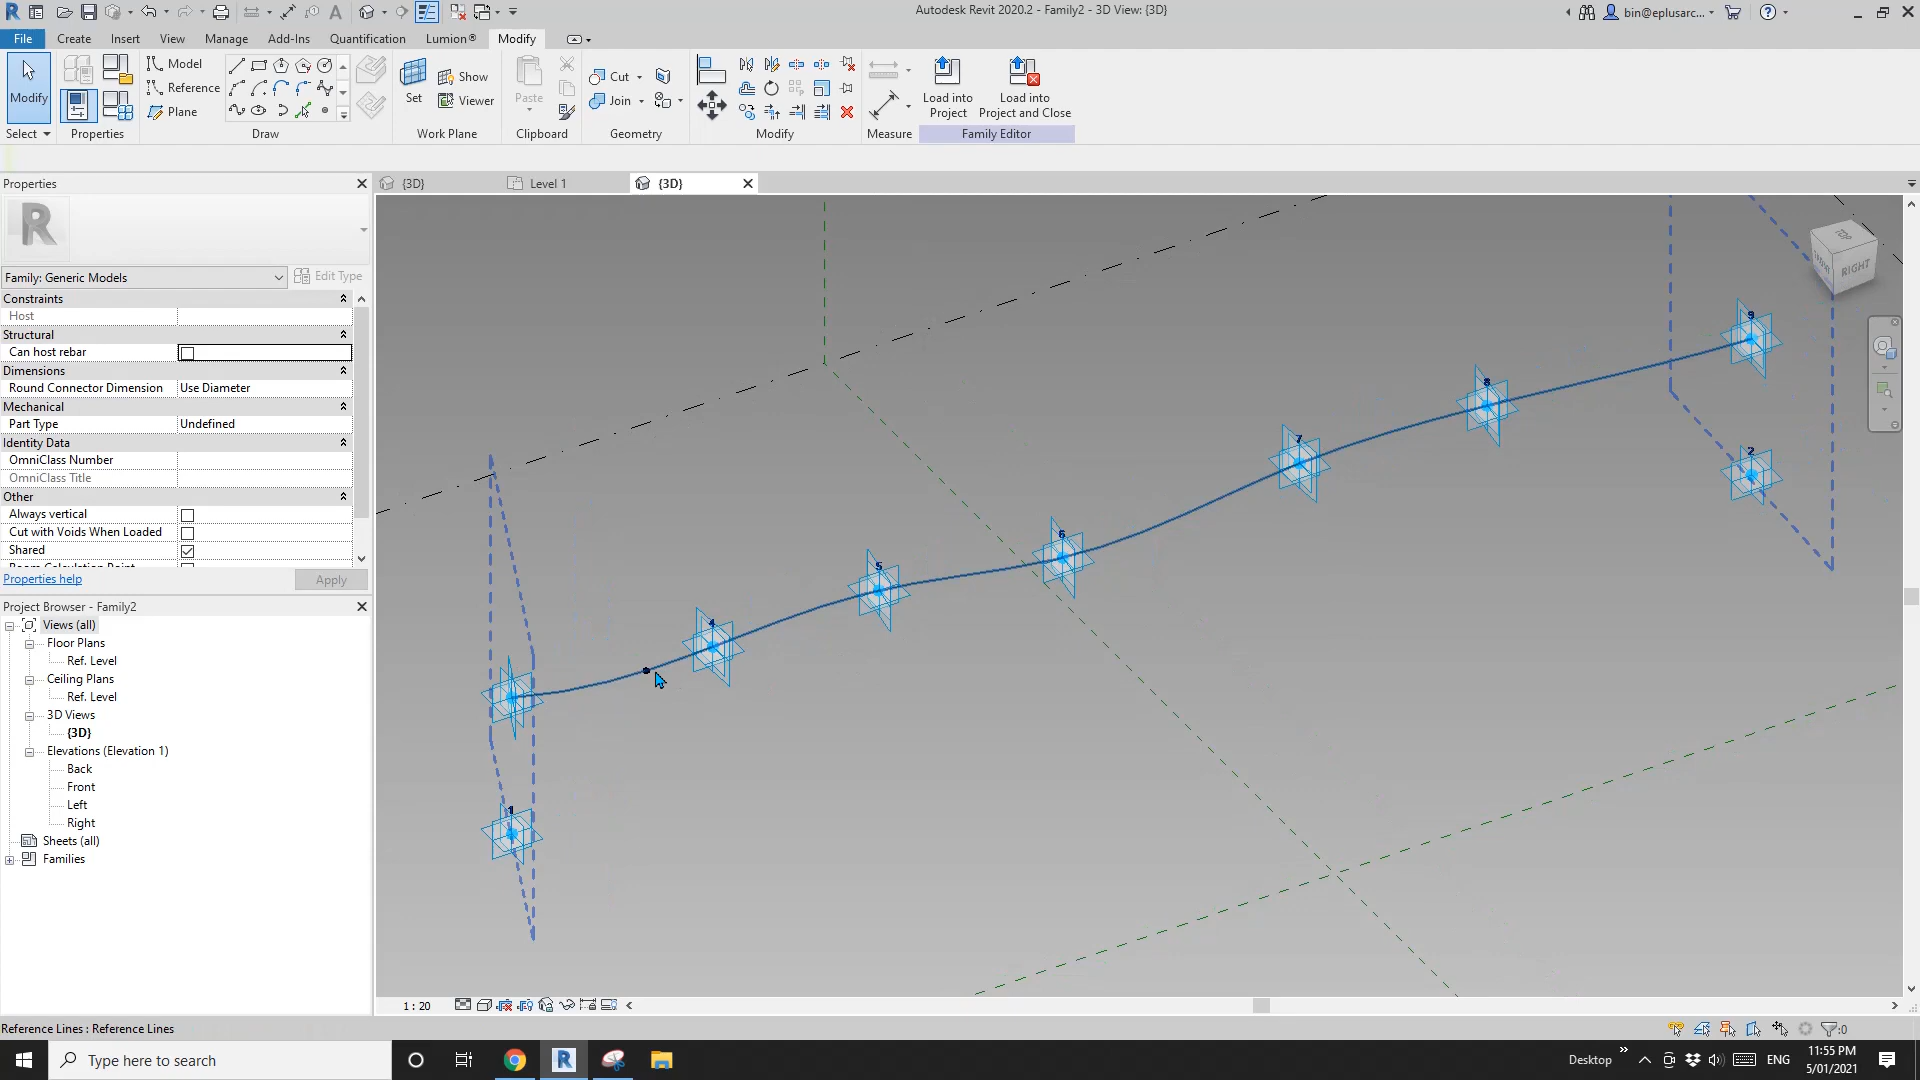 Autodesk Revit 2020.2 - Family2 - 3D View: {3D}
bin@eplusarc...
File Create Insert View Manage Add-Ins Quantification Lumion® Modify
Modify
Select
Properties
Model
Reference
Plane
Draw
Set
Show
Viewer
Work Plane
Paste
Clipboard
Cut
Join
Geometry
Modify
Measure
Load into
Project
Load into
Project and Close
Family Editor
Properties
{3D}
Level 1
{3D}
R
Family: Generic Models
Edit Type
Constraints
Host
Structural
Can host rebar
Dimensions
Round Connector Dimension Use Diameter
Mechanical
Part Type Undefined
Identity Data
OmniClass Number
OmniClass Title
Other
Always vertical
Cut with Voids When Loaded
Shared
Properties help
Apply
Project Browser - Family2
Views (all)
Floor Plans
Ref. Level
Ceiling Plans
Ref. Level
3D Views
{3D}
Elevations (Elevation 1)
Back
Front
Left
Right
Sheets (all)
Families
TOP
RIGHT
9
8
7
2
6
5
4
1
1 : 20
Reference Lines : Reference Lines
:0
Type here to search
Desktop
ENG
11:55 PM
5/01/2021